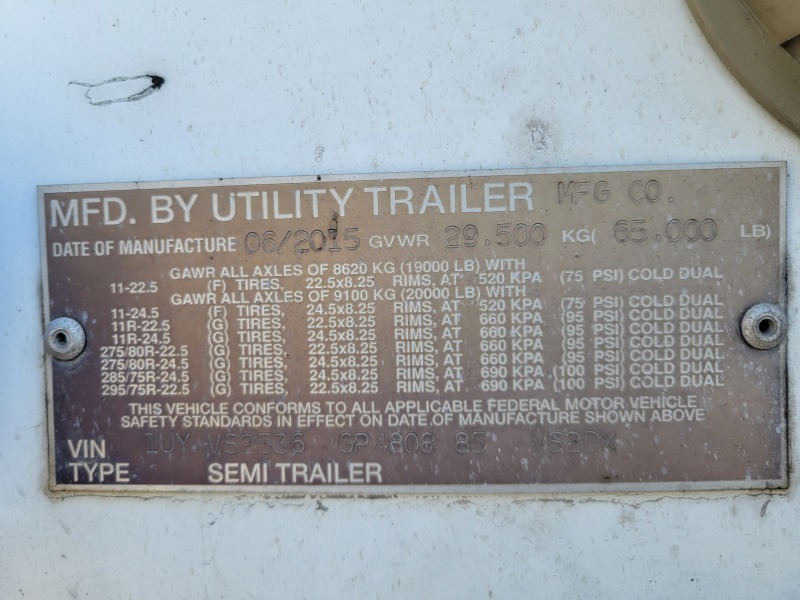 MFD. BY UTILITY TRAILER MFG CO.
DATE OF MANUFACTURE 06/2015 GVWR 29,500 KG( 65,000 LB)
GAWR ALL AXLES OF 8620 KG (19000 LB) WITH
11-22.5 (F) TIRES, 22.5x8.25 RIMS, AT 520 KPA (75 PSI) COLD DUAL
GAWR ALL AXLES OF 9100 KG (20000 LB) WITH
11-24.5 (F) TIRES, 24.5x8.25 RIMS, AT 520 KPA (75 PSI) COLD DUAL
11R-22.5 (G) TIRES, 22.5x8.25 RIMS, AT 660 KPA (95 PSI) COLD DUAL
11R-24.5 (G) TIRES, 24.5x8.25 RIMS, AT 660 KPA (95 PSI) COLD DUAL
275/80R-22.5 (G) TIRES, 22.5x8.25 RIMS, AT 660 KPA (95 PSI) COLD DUAL
275/80R-24.5 (G) TIRES, 24.5x8.25 RIMS, AT 660 KPA (95 PSI) COLD DUAL
285/75R-24.5 (G) TIRES, 24.5x8.25 RIMS, AT 690 KPA (100 PSI) COLD DUAL
295/75R-22.5 (G) TIRES, 22.5x8.25 RIMS, AT 690 KPA (100 PSI) COLD DUAL
THIS VEHICLE CONFORMS TO ALL APPLICABLE FEDERAL MOTOR VEHICLE
SAFETY STANDARDS IN EFFECT ON DATE OF MANUFACTURE SHOWN ABOVE
VIN 1UY VS2536 GP4808 85 VS2DX
TYPE SEMI TRAILER